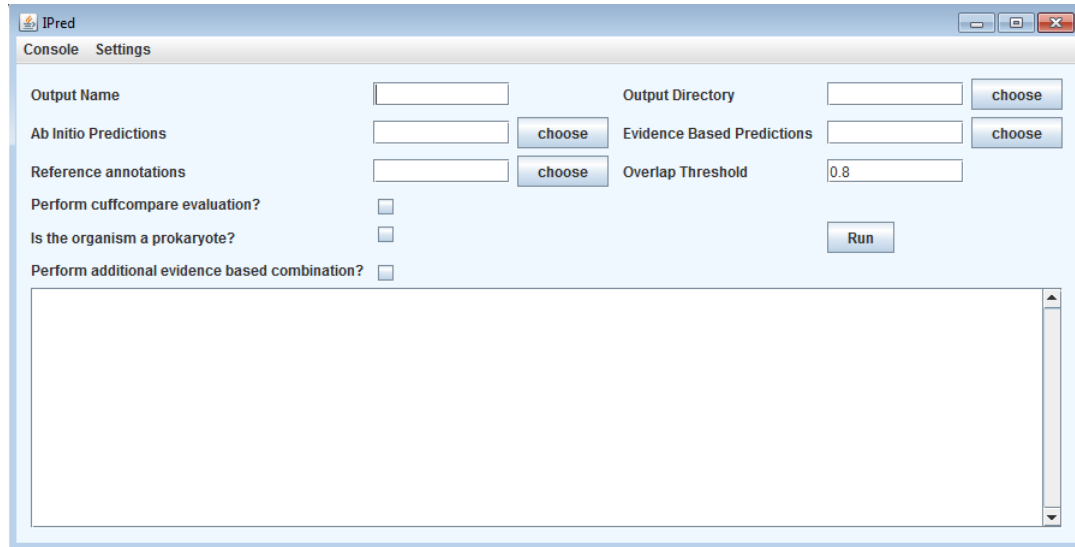 IPred
Console Settings
Output Name
Output Directory
choose
Ab Initio Predictions
choose
Evidence Based Predictions
choose
Reference annotations
choose
Overlap Threshold
0.8
Perform cuffcompare evaluation?
Is the organism a prokaryote?
Run
Perform additional evidence based combination?